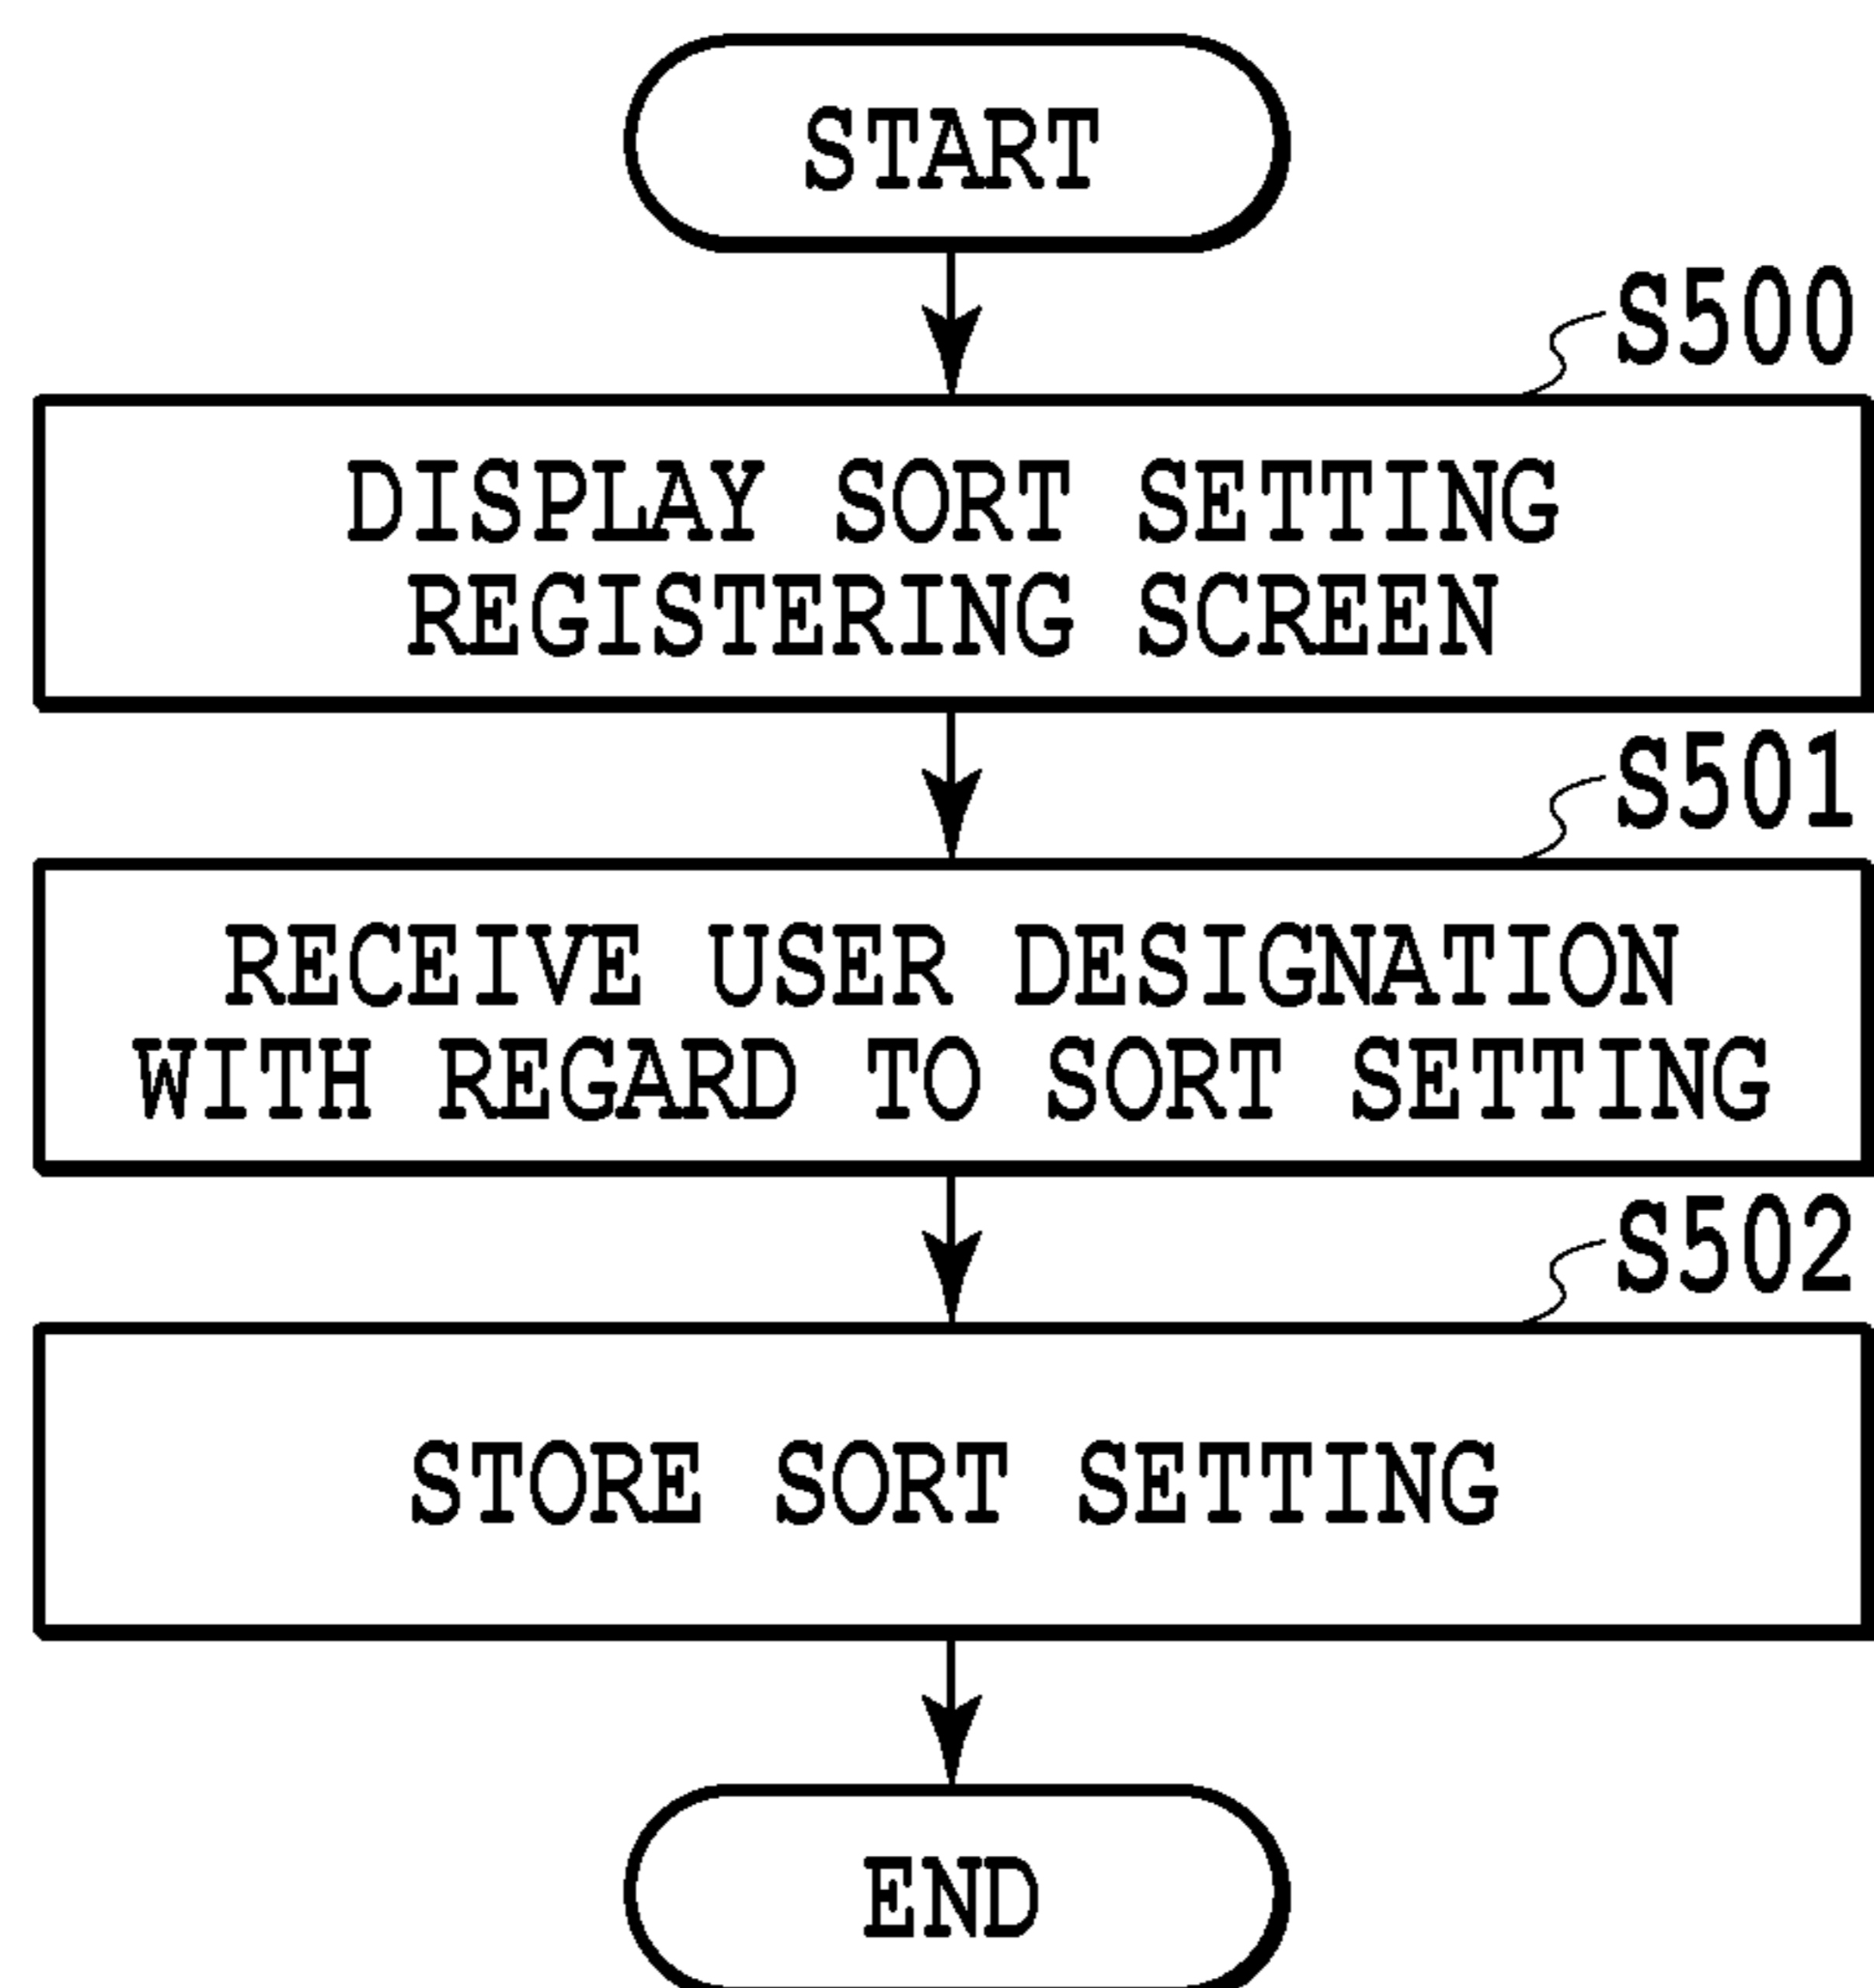 START
S500
DISPLAY SORT SETTING
REGISTERING SCREEN
S501
RECEIVE USER DESIGNATION
WITH REGARD TO SORT SETTING
S502
STORE SORT SETTING
END